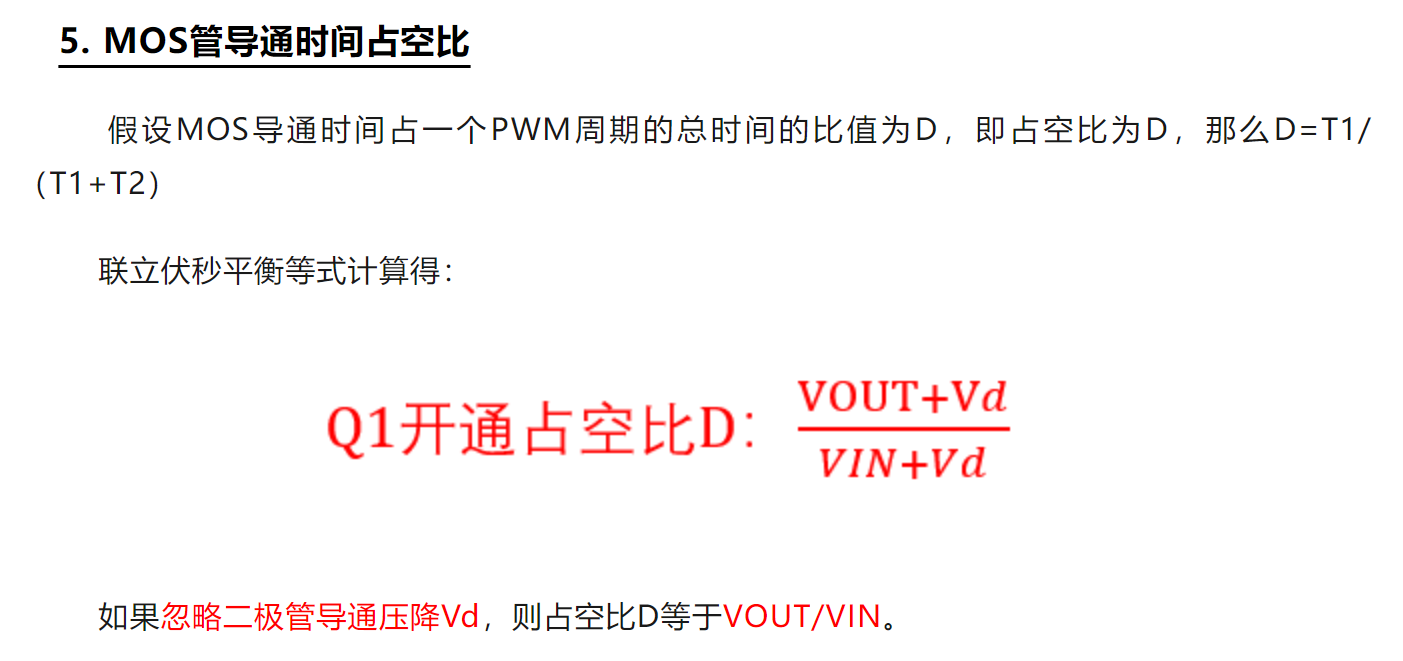 5. MOS管导通时间占空比
假设MOS导通时间占一个PWM周期的总时间的比值为D，即占空比为D，那么D=T1/
(T1+T2)
联立伏秒平衡等式计算得：
Q1开通占空比D：
VOUT+Vd
VIN+Vd
如果忽略二极管导通压降Vd，则占空比D等于VOUT/VIN。